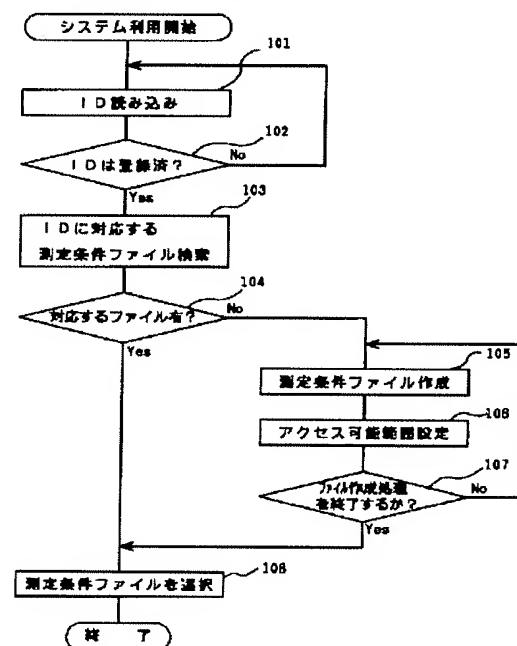 システム利用開始
101
ID読み込み
102
IDは登録済？
No
Yes
103
IDに対応する
測定条件ファイル検索
104
対応するファイル有？
No
Yes
105
測定条件ファイル作成
106
アクセス可能範囲設定
107
ファイル作成処理
を終了するか？
No
Yes
108
測定条件ファイルを選択
終　了